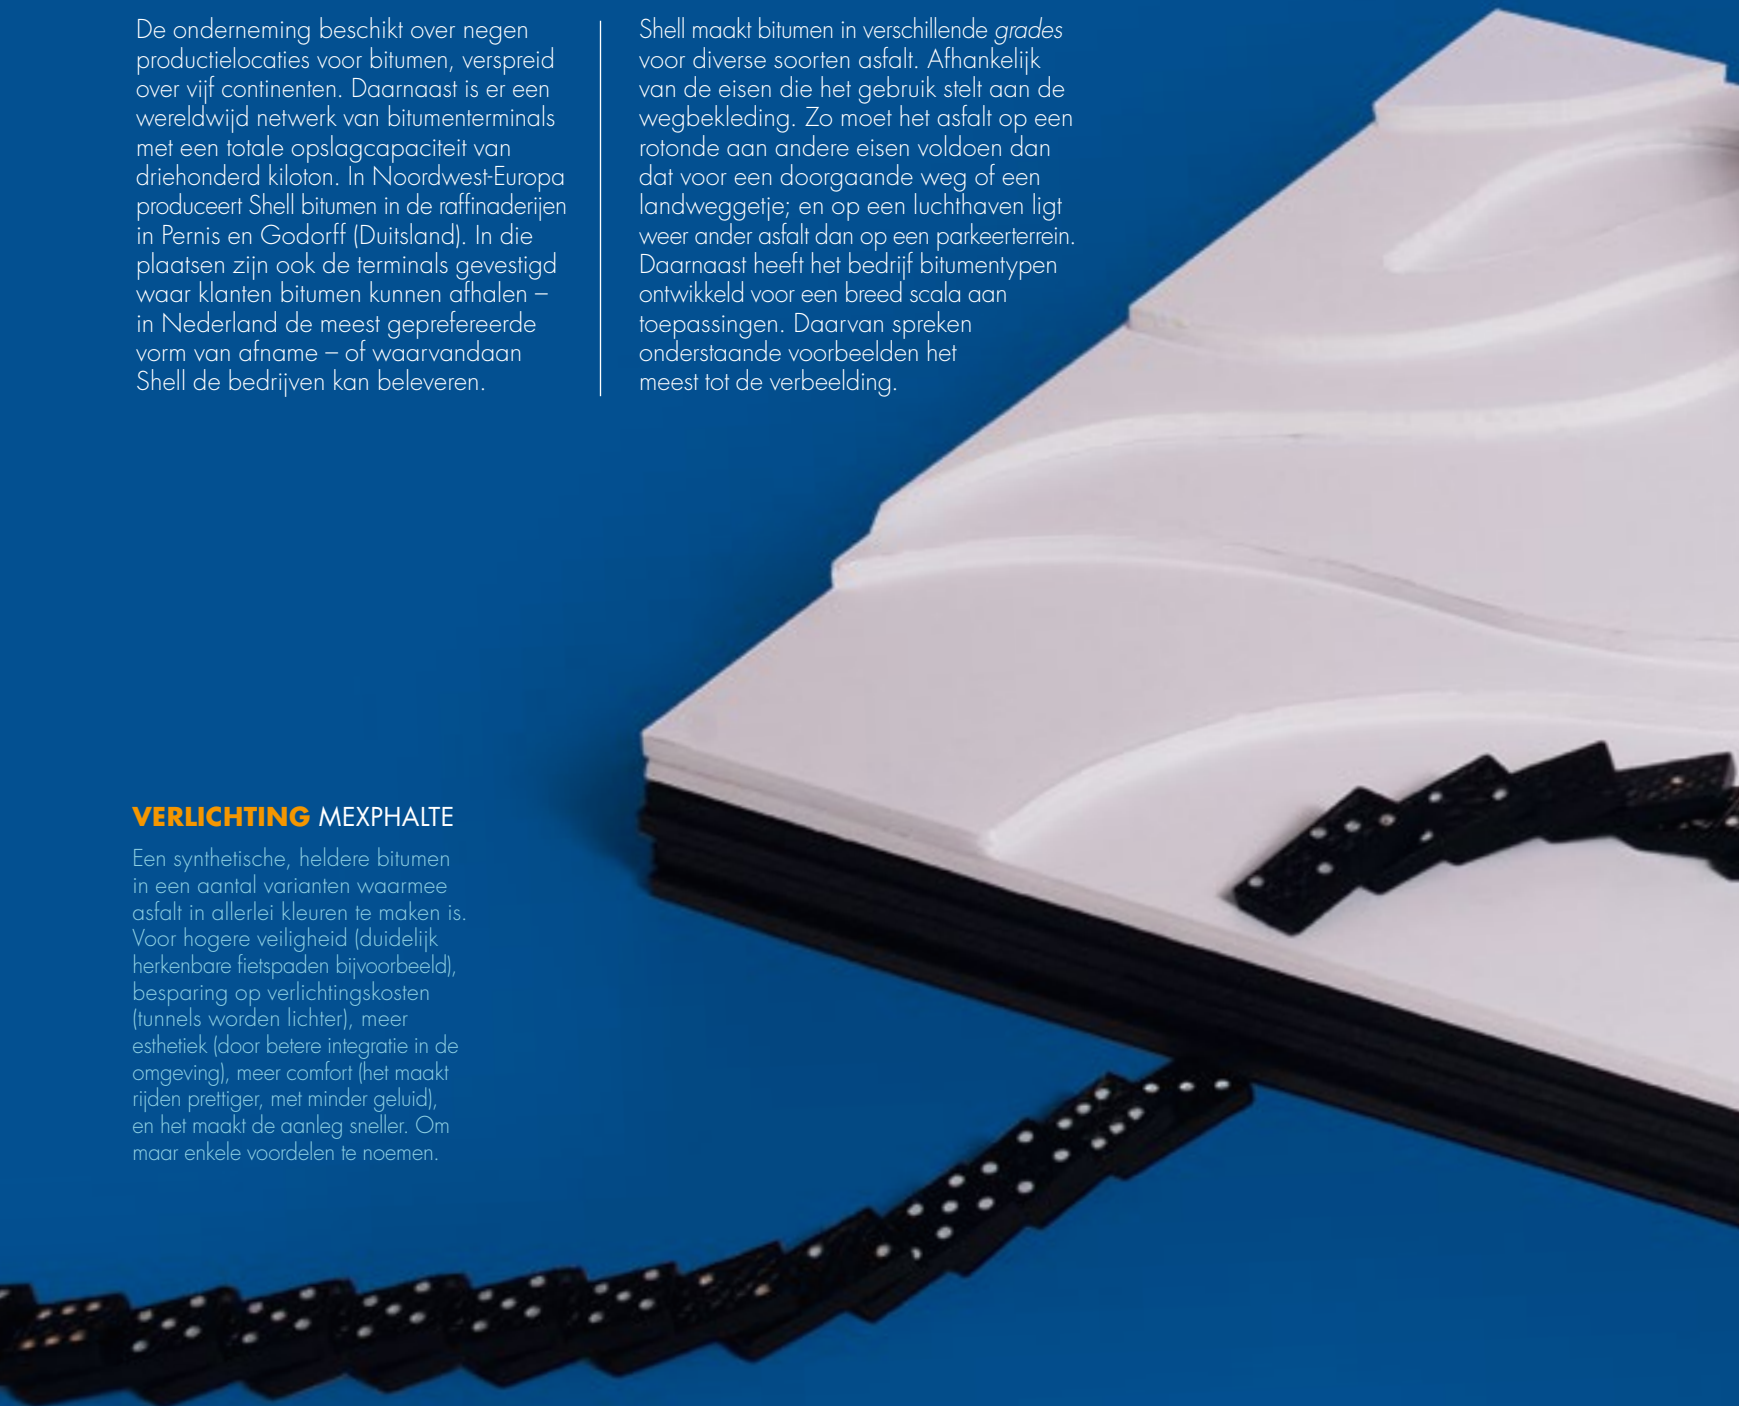 De onderneming beschikt over negen
productielocaties voor bitumen, verspreid
over vijf continenten. Daarnaast is er een
wereldwijd netwerk van bitumenterminals
met een totale opslagcapaciteit van
driehonderd kiloton. In Noordwest-Europa
produceert Shell bitumen in de raffinaderijen
in Pernis en Godorff (Duitsland). In die
plaatsen zijn ook de terminals gevestigd
waar klanten bitumen kunnen afhalen –
in Nederland de meest geprefereerde
vorm van afname – of waarvandaan
Shell de bedrijven kan beleveren.
Shell maakt bitumen in verschillende grades
voor diverse soorten asfalt. Afhankelijk
van de eisen die het gebruik stelt aan de
wegbekleding. Zo moet het asfalt op een
rotonde aan andere eisen voldoen dan
dat voor een doorgaande weg of een
landweggetje; en op een luchthaven ligt
weer ander asfalt dan op een parkeerterrein.
Daarnaast heeft het bedrijf bitumentypen
ontwikkeld voor een breed scala aan
toepassingen. Daarvan spreken
onderstaande voorbeelden het
meest tot de verbeelding.
VERLICHTING MEXPHALTE
Een synthetische, heldere bitumen
in een aantal varianten waarmee
asfalt in allerlei kleuren te maken is.
Voor hogere veiligheid (duidelijk
herkenbare fietspaden bijvoorbeeld),
besparing op verlichtingskosten
(tunnels worden lichter), meer
esthetiek (door betere integratie in de
omgeving), meer comfort (het maakt
rijden prettiger, met minder geluid),
en het maakt de aanleg sneller. Om
maar enkele voordelen te noemen.